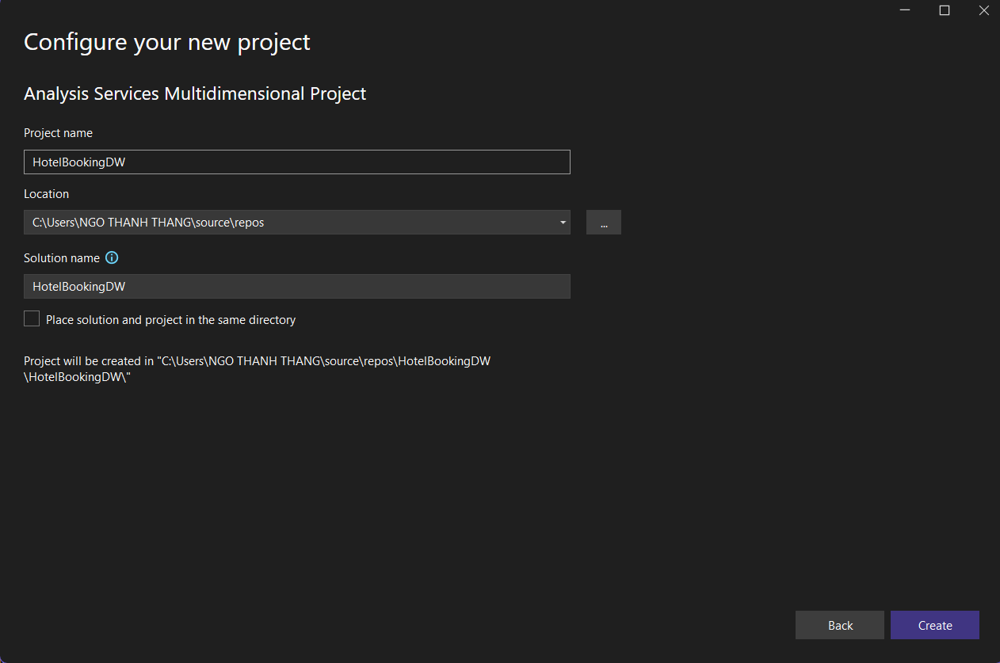 Configure your new project
Analysis Services Multidimensional Project
Project name
HotelBookingDW
Location
C:\Users\NGO THANH THANG\source\repos
...
Solution name
HotelBookingDW
Place solution and project in the same directory
Project will be created in "C:\Users\NGO THANH THANG\source\repos\HotelBookingDW
\HotelBookingDW\"
Back
Create